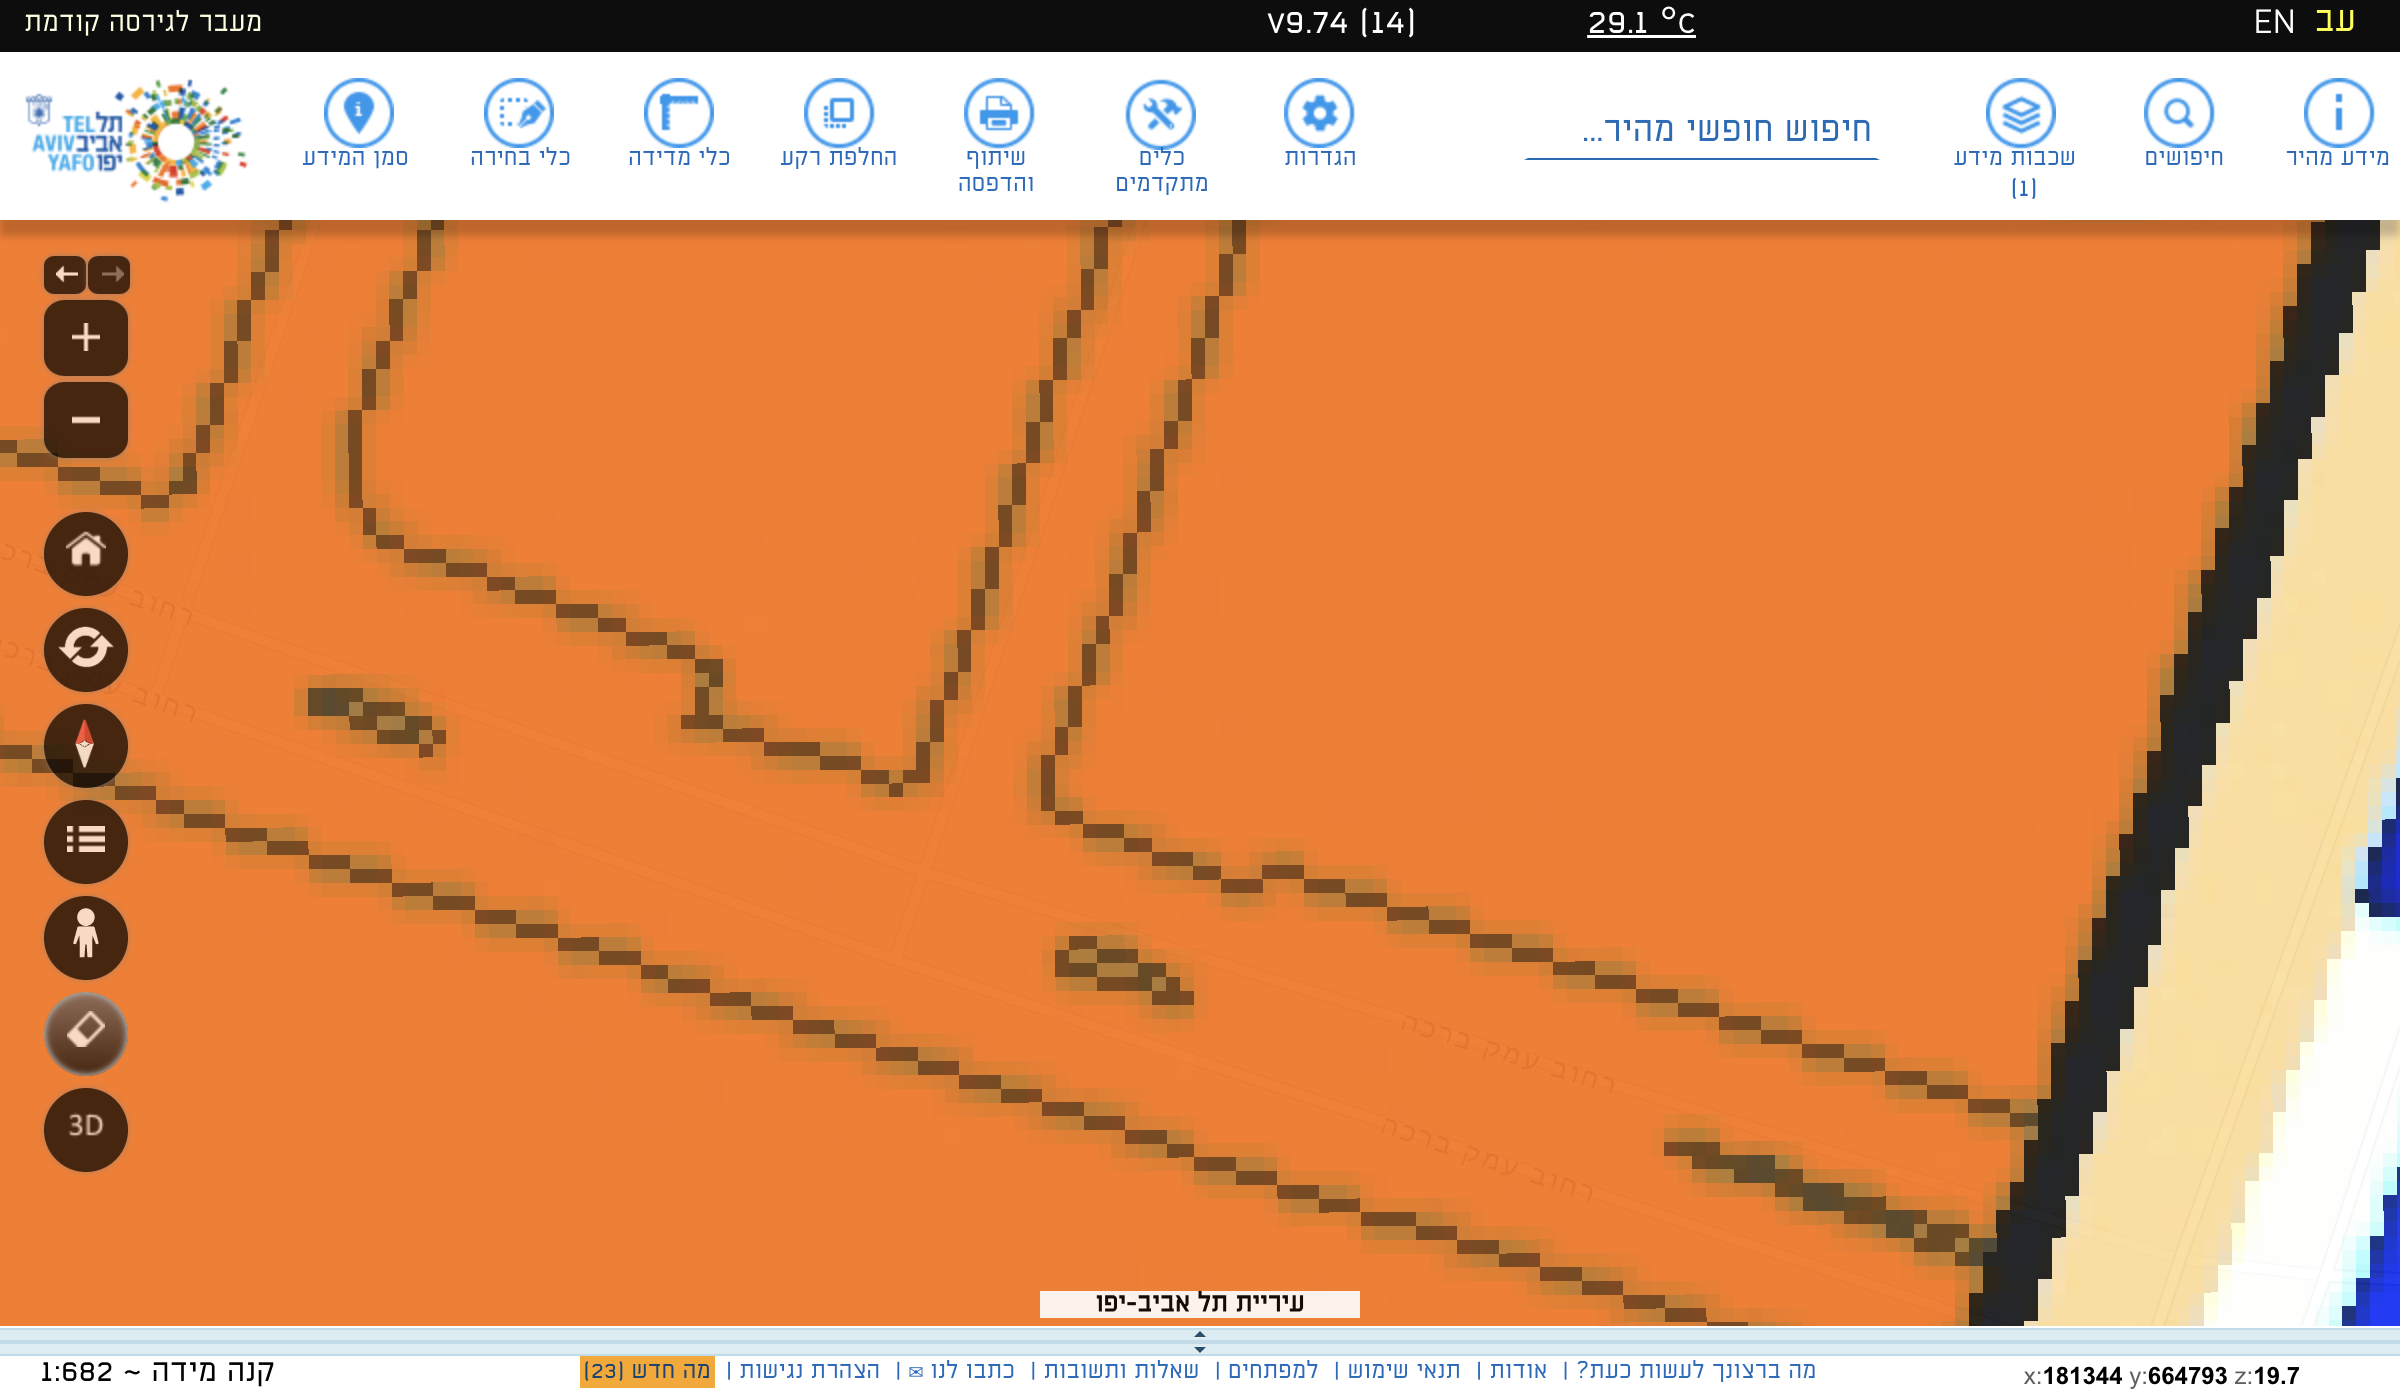 עב EN
29.1 °C
V9.74 (14)
מעבר לגירסה קודמת
מידע מהיר
חיפושים
שכבות מידע
(1)
חיפוש חופשי מהיר...
הגדרות
כלים
מתקדמים
שיתוף
והדפסה
החלפת רקע
כלי מדידה
כלי בחירה
סמן המידע
תל TEL
אביב AVIV
יפו YAFO
רחוב
רחוב
3D
רחוב עמק ברכה
רחוב עמק ברכה
עיריית תל אביב-יפו
x:181344 y:664793 z:19.7
מה ברצונך לעשות כעת? | אודות | תנאי שימוש | למפתחים | שאלות ותשובות | כתבו לנו ✉ | הצהרת נגישות | מה חדש (23)
קנה מידה ~ 1:682